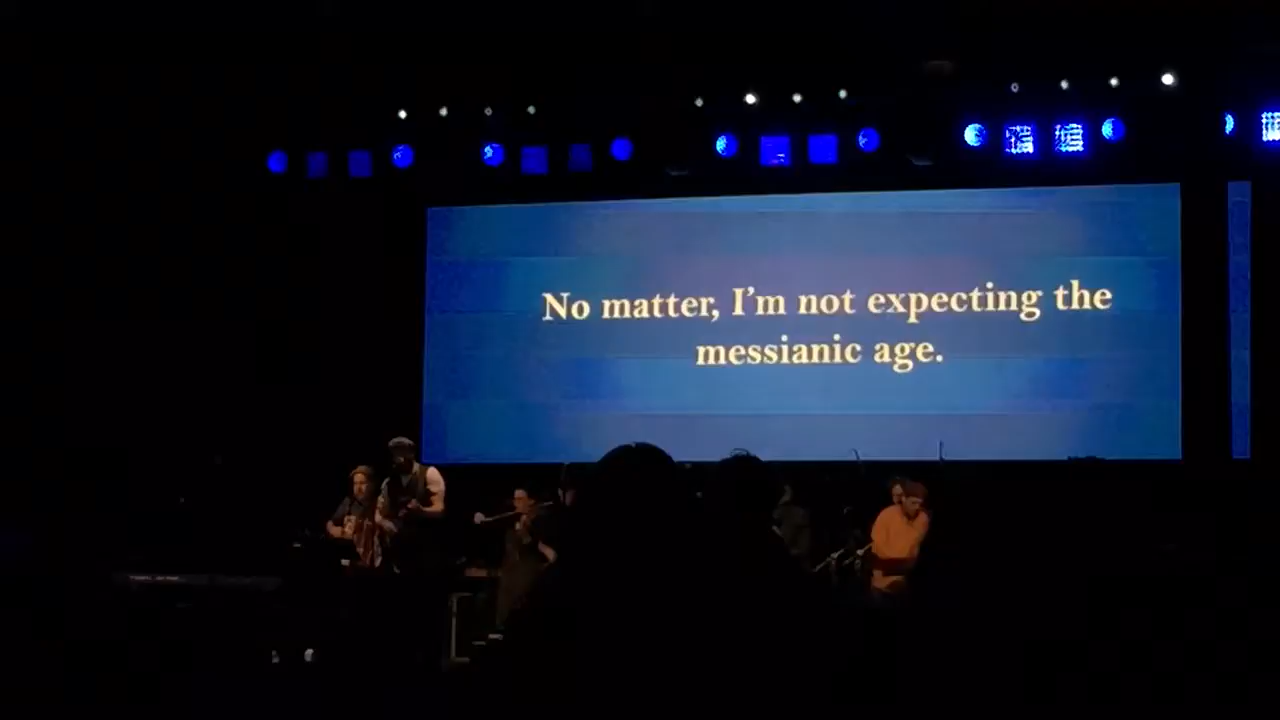 No matter, I'm not expecting the
messianic age.